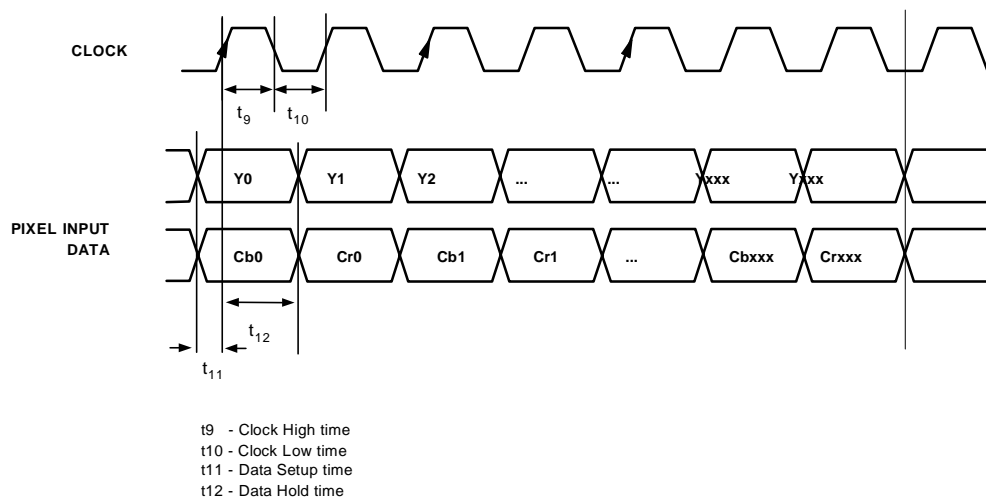 CLOCK
t9 t10
Y0 Y1 Y2 ... ... Yxxx Yxxx
PIXEL INPUT
DATA
Cb0 Cr0 Cb1 Cr1 ... Cbxxx Crxxx
t12
t11
t9 - Clock High time
t10 - Clock Low time
t11 - Data Setup time
t12 - Data Hold time